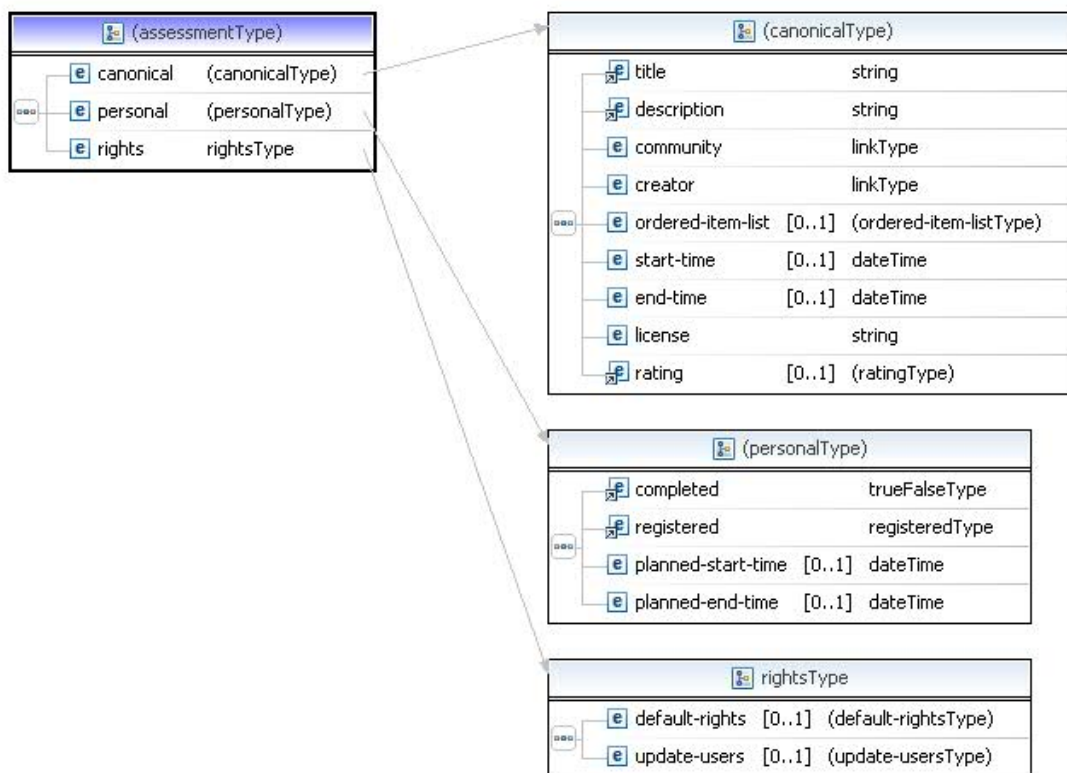 (assessmentType)
canonical (canonicalType)
personal (personalType)
rights rightsType
(canonicalType)
title string
description string
community linkType
creator linkType
ordered-item-list [0..1] (ordered-item-listType)
start-time [0..1] dateTime
end-time [0..1] dateTime
license string
rating [0..1] (ratingType)
(personalType)
completed trueFalseType
registered registeredType
planned-start-time [0..1] dateTime
planned-end-time [0..1] dateTime
rightsType
default-rights [0..1] (default-rightsType)
update-users [0..1] (update-usersType)